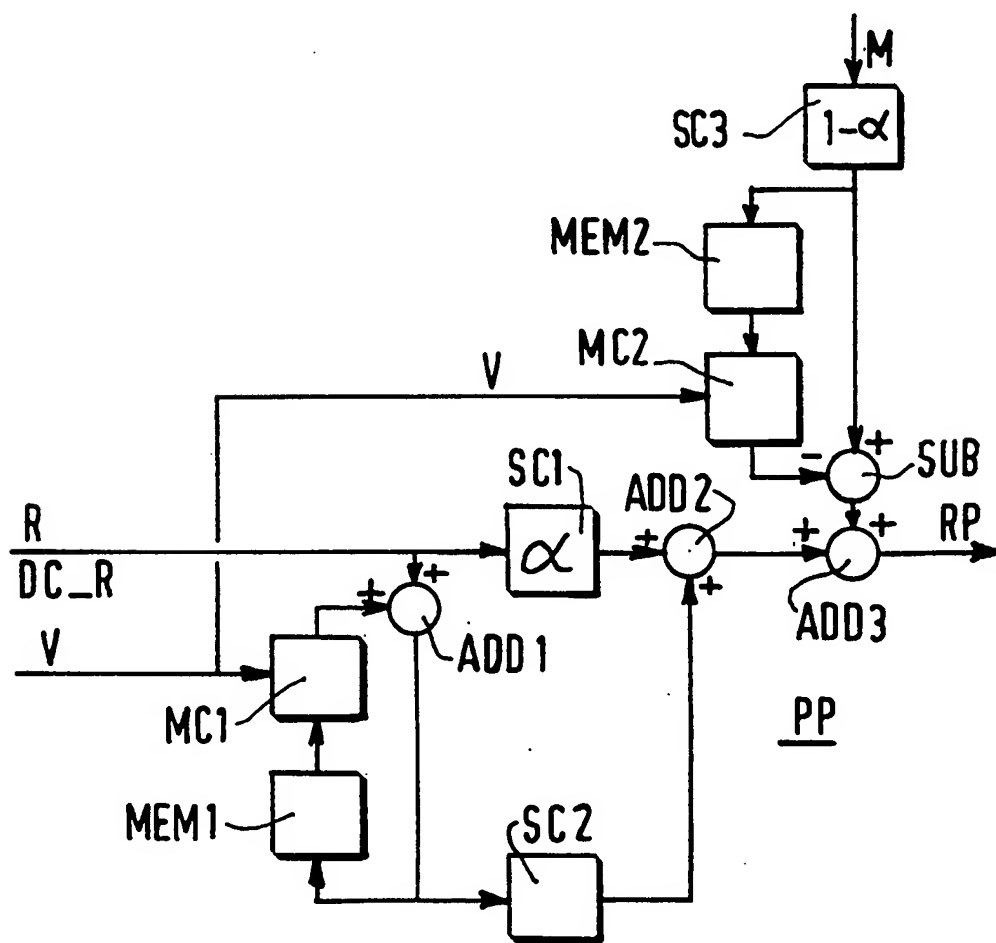 M
SC3
1-α
MEM2
MC2
V
SC1
ADD2
SUB
R
+
-
+
α
+
+
+
+
RP
DC_R
+
+
ADD1
ADD3
V
MC1
PP
MEM1
SC2